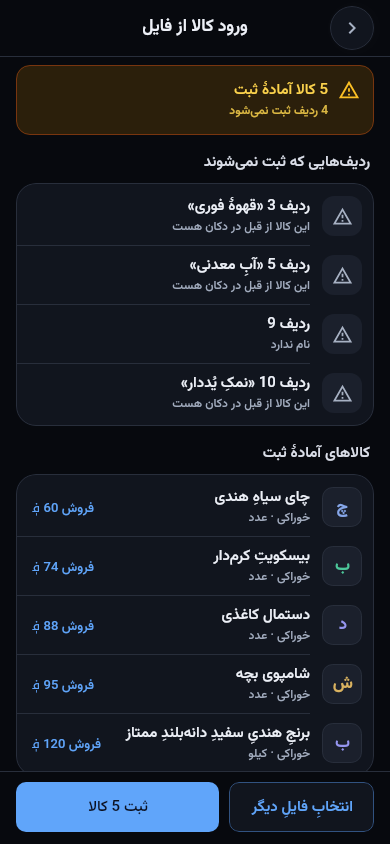 ورود کالا از فایل
5 کالا آمادهٔ ثبت
4 ردیف ثبت نمی‌شود
ردیف‌هایی که ثبت نمی‌شوند
ردیف 3 «قهوهٔ فوری»
این کالا از قبل در دکان هست
ردیف 5 «آبِ معدنی»
این کالا از قبل در دکان هست
ردیف 9
نام ندارد
ردیف 10 «نمکِ یُددار»
این کالا از قبل در دکان هست
کالاهای آمادهٔ ثبت
چ
چای سیاهِ هندی
خوراکی · عدد
فروش 60 ؋
ب
بیسکویتِ کرم‌دار
خوراکی · عدد
فروش 74 ؋
د
دستمال کاغذی
خوراکی · عدد
فروش 88 ؋
ش
شامپوی بچه
خوراکی · عدد
فروش 95 ؋
ب
برنجِ هندیِ سفیدِ دانه‌بلندِ ممتاز
خوراکی · کیلو
فروش 120 ؋
انتخابِ فایلِ دیگر
ثبت 5 کالا